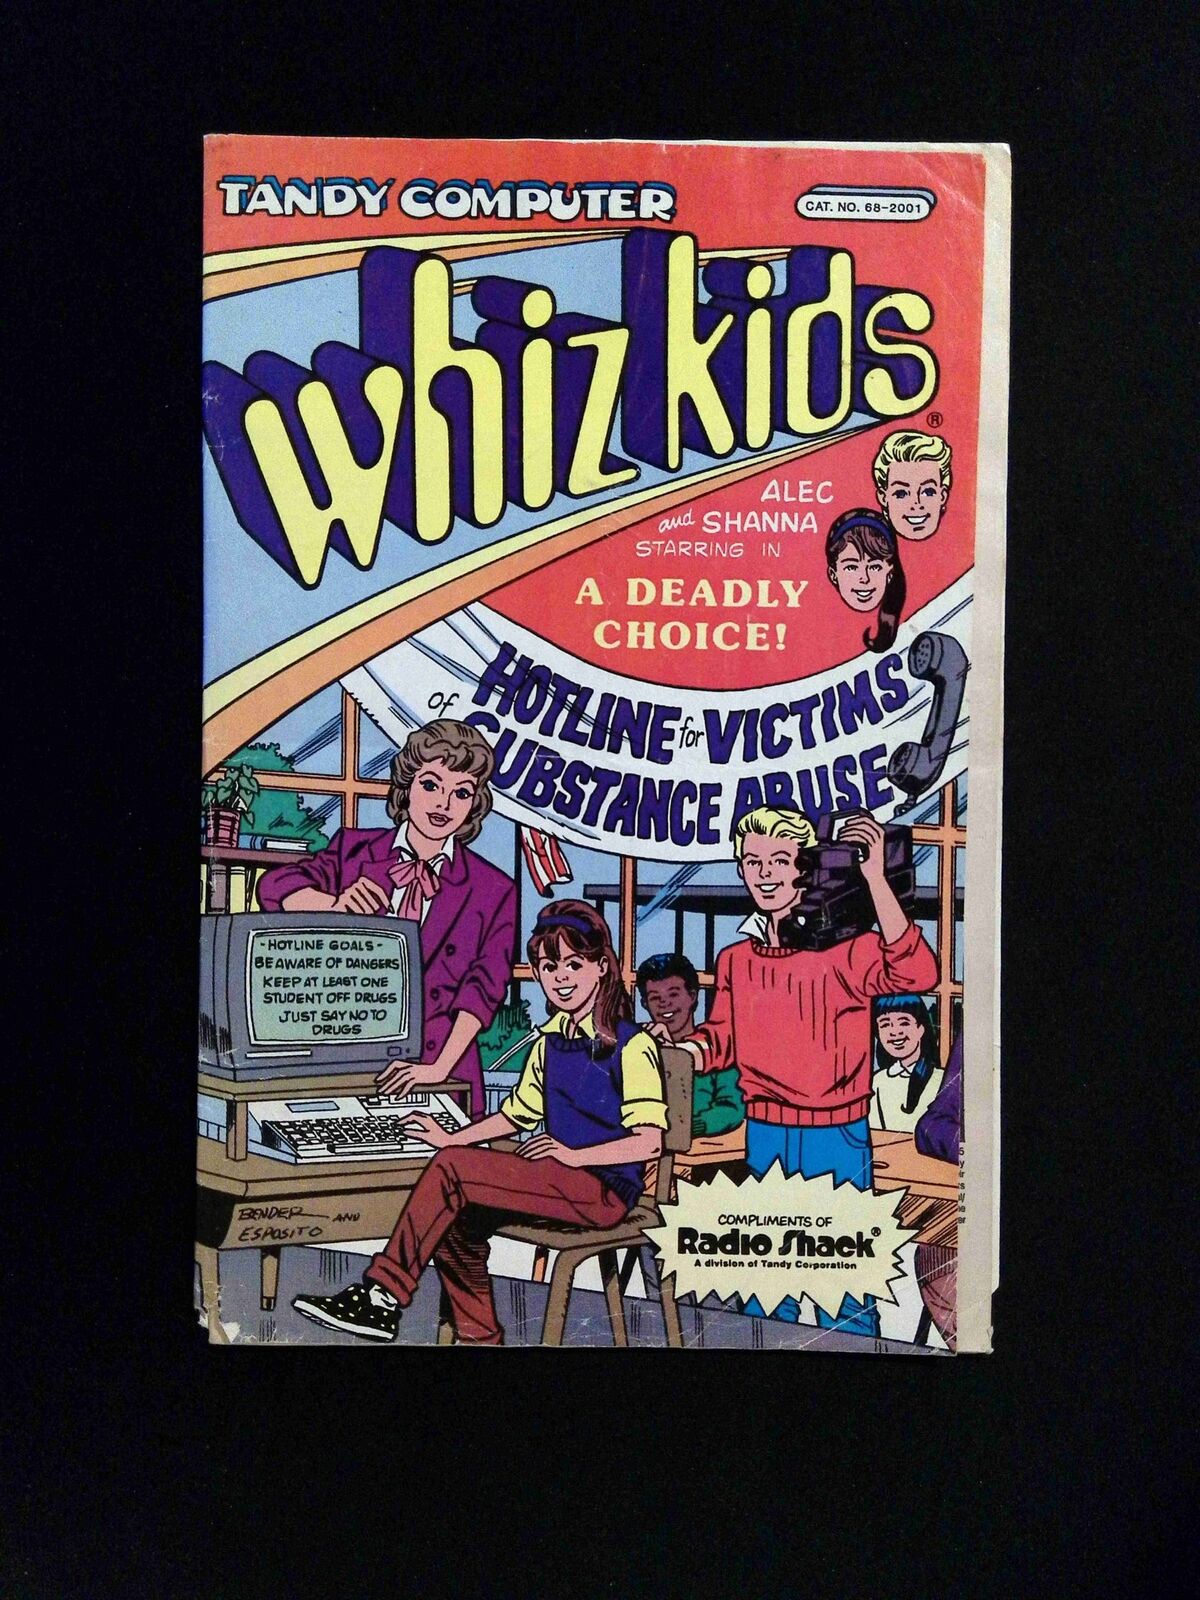 TANDY COMPUTER
CAT. NO. 68-2001
whiz kids®
ALEC
and SHANNA
STARRING IN
A DEADLY
CHOICE!
HOTLINE for VICTIMS
of SUBSTANCE ABUSE
-HOTLINE GOALS-
BE AWARE OF DANGERS
KEEP AT LEAST ONE
STUDENT OFF DRUGS
JUST SAY NO TO
DRUGS
BENDER AND
ESPOSITO
COMPLIMENTS OF
Radio Shack®
A division of Tandy Corporation